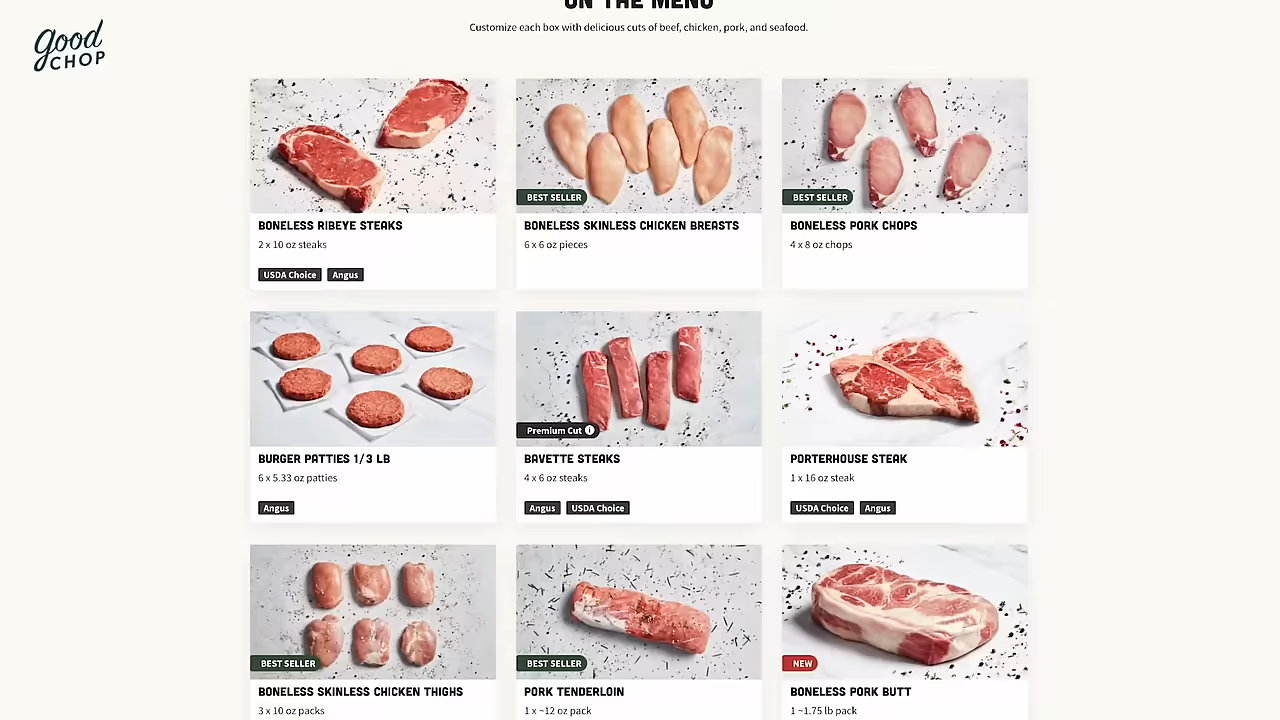 ON THE MENU
good
CHOP
Customize each box with delicious cuts of beef, chicken, pork, and seafood.
BEST SELLER
BEST SELLER
BONELESS RIBEYE STEAKS
2 x 10 oz steaks
USDA Choice
Angus
BONELESS SKINLESS CHICKEN BREASTS
6 x 6 oz pieces
BONELESS PORK CHOPS
4 x 8 oz chops
Premium Cut
BURGER PATTIES 1/3 LB
6 x 5.33 oz patties
Angus
BAVETTE STEAKS
4 x 6 oz steaks
Angus
USDA Choice
PORTERHOUSE STEAK
1 x 16 oz steak
USDA Choice
Angus
BEST SELLER
BEST SELLER
NEW
BONELESS SKINLESS CHICKEN THIGHS
3 x 10 oz packs
PORK TENDERLOIN
1 x ~12 oz pack
BONELESS PORK BUTT
1 ~1.75 lb pack